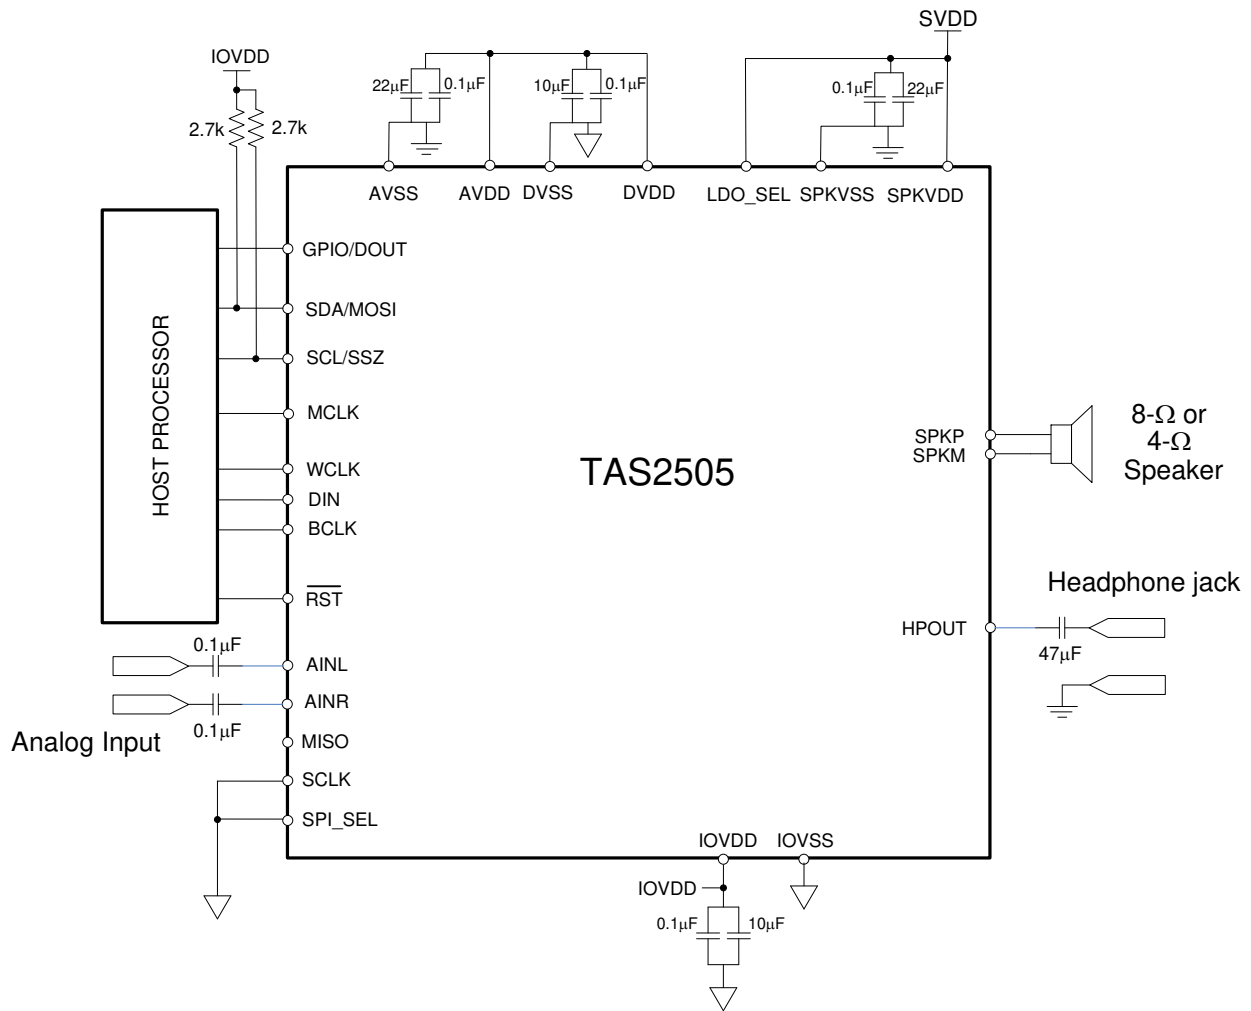 SVDD
IOVDD
22µF
0.1µF
10µF
0.1µF
0.1µF
22µF
2.7k
2.7k
AVSS
AVDD
DVSS
DVDD
LDO_SEL
SPKVSS
SPKVDD
HOST PROCESSOR
GPIO/DOUT
SDA/MOSI
SCL/SSZ
MCLK
WCLK
DIN
BCLK
RST
TAS2505
SPKP
SPKM
8-Ω or
4-Ω
Speaker
Headphone jack
HPOUT
47µF
0.1µF
AINL
AINR
0.1µF
Analog Input
MISO
SCLK
SPI_SEL
IOVDD
IOVSS
IOVDD
0.1µF
10µF